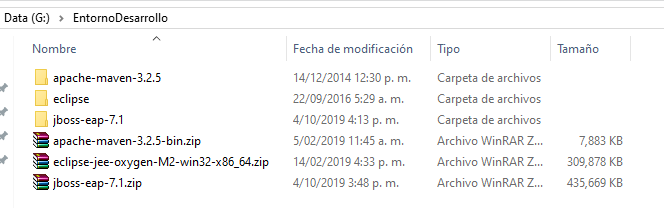 Data (G:) > EntornoDesarrollo
Nombre Fecha de modificación Tipo Tamaño
apache-maven-3.2.5 14/12/2014 12:30 p. m. Carpeta de archivos
eclipse 22/09/2016 5:29 a. m. Carpeta de archivos
jboss-eap-7.1 4/10/2019 4:13 p. m. Carpeta de archivos
apache-maven-3.2.5-bin.zip 5/02/2019 11:45 a. m. Archivo WinRAR Z... 7,883 KB
eclipse-jee-oxygen-M2-win32-x86_64.zip 14/02/2019 4:33 p. m. Archivo WinRAR Z... 309,878 KB
jboss-eap-7.1.zip 4/10/2019 3:48 p. m. Archivo WinRAR Z... 435,669 KB